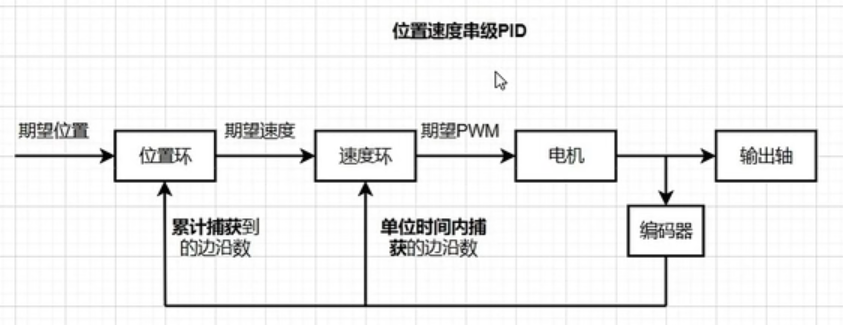 位置速度串级PID
期望位置
位置环
期望速度
速度环
期望PWM
电机
输出轴
累计捕获到
的边沿数
单位时间内捕
获的边沿数
编码器